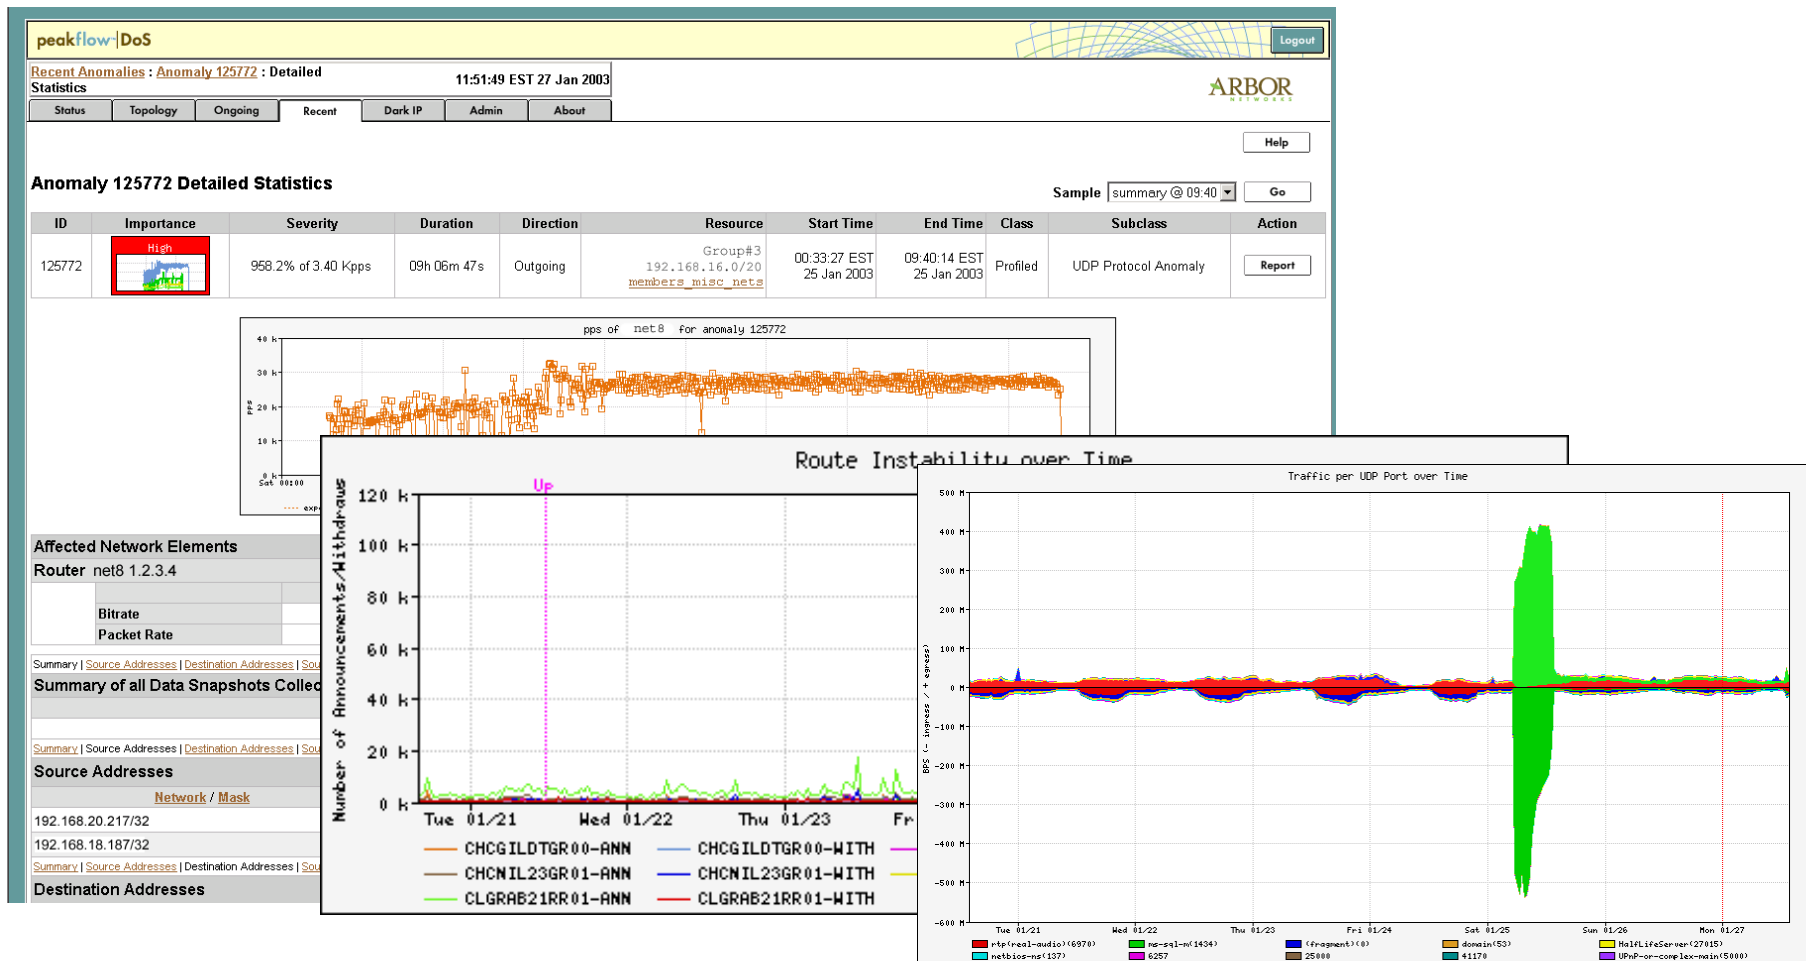 peakflow|DoS
Logout
Recent Anomalies : Anomaly 125772 : Detailed
Statistics
11:51:49 EST 27 Jan 2003
ARBOR
NETWORKS
Status Topology Ongoing Recent Dark IP Admin About
Help
Anomaly 125772 Detailed Statistics
Sample summary @ 09:40 Go
ID Importance Severity Duration Direction Resource Start Time End Time Class Subclass Action
125772 High 958.2% of 3.40 Kpps 09h 06m 47s Outgoing
Group#3
192.168.16.0/20
members_misc_nets
00:33:27 EST
25 Jan 2003
09:40:14 EST
25 Jan 2003
Profiled UDP Protocol Anomaly Report
pps of net8 for anomaly 125772
40 k
30 k
pps
20 k
10 k
0 k
Sat 00:00
Affected Network Elements
Router net8 1.2.3.4
Bitrate
Packet Rate
Summary | Source Addresses | Destination Addresses | Sou
Summary of all Data Snapshots Collec
Summary | Source Addresses | Destination Addresses | Sou
Source Addresses
Network / Mask
192.168.20.217/32
192.168.18.187/32
Summary | Source Addresses | Destination Addresses | Sou
Destination Addresses
Route Instability over Time
Number of Announcements/Withdraws
Up
120 k
100 k
80 k
60 k
40 k
20 k
0 k
Tue 01/21 Wed 01/22 Thu 01/23 Fr
CHCGILDTGR00-ANN CHCGILDTGR00-WITH
CHCNIL23GR01-ANN CHCNIL23GR01-WITH
CLGRAB21RR01-ANN CLGRAB21RR01-WITH
Traffic per UDP Port over Time
BPS (- ingress / + egress)
500 M
400 M
300 M
200 M
100 M
0 M
-100 M
-200 M
-300 M
-400 M
-500 M
-600 M
Tue 01/21 Wed 01/22 Thu 01/23 Fri 01/24 Sat 01/25 Sun 01/26 Mon 01/27
rtp(real-audio)(6970) ms-sql-m(1434) (fragment)(0) domain(53) HalfLifeServer(27015)
netbios-ns(137) 6257 25000 41170 UPnP-or-complex-main(5000)